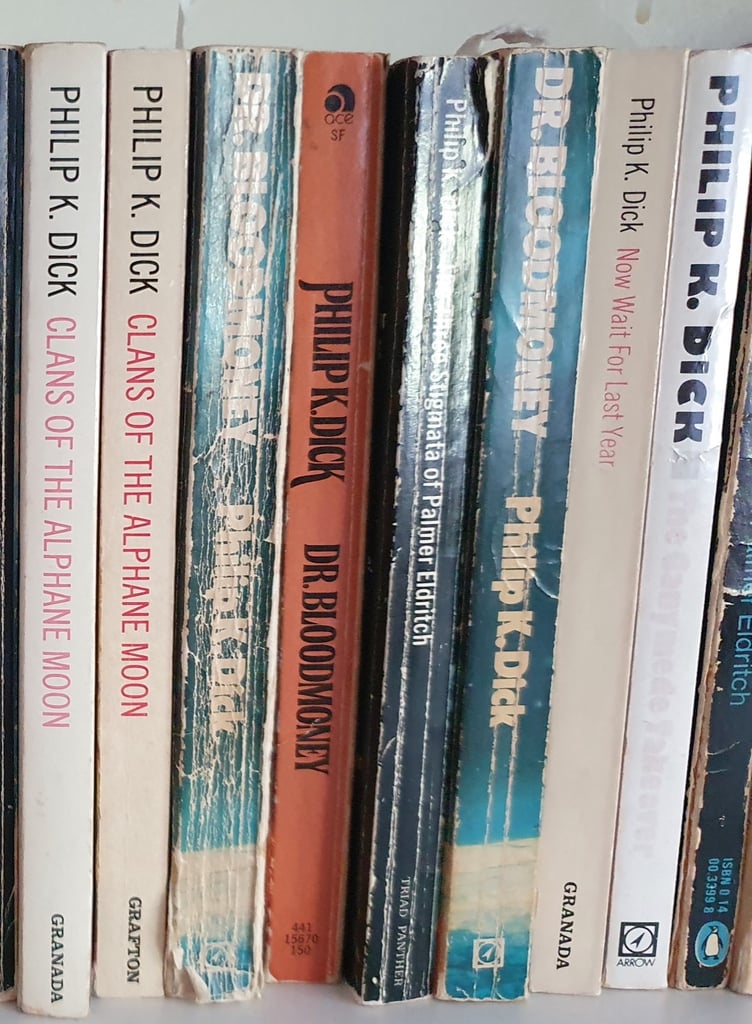 PHILIP K. DICK CLANS OF THE ALPHANE MOON
GRANADA
PHILIP K. DICK CLANS OF THE ALPHANE MOON
GRAFTON
DR. BLOODMONEY Philip K. Dick
ace
SF
PHILIP K. DICK DR. BLOODMONEY
441
15670
150
Philip K. Three Stigmata of Palmer Eldritch
TRIAD PANTHER
DR. BLOODMONEY Philip K. Dick
Philip K. Dick Now Wait For Last Year
GRANADA
PHILIP K. DICK The Ganymede Takeover
ARROW
Eldritch
ISBN 0 14
00.3399 8